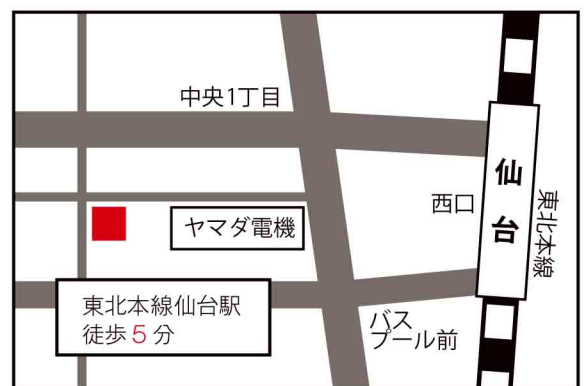 中央1丁目
仙台
西口
東北本線
ヤマダ電機
東北本線仙台駅
徒歩5分
バス
プール前